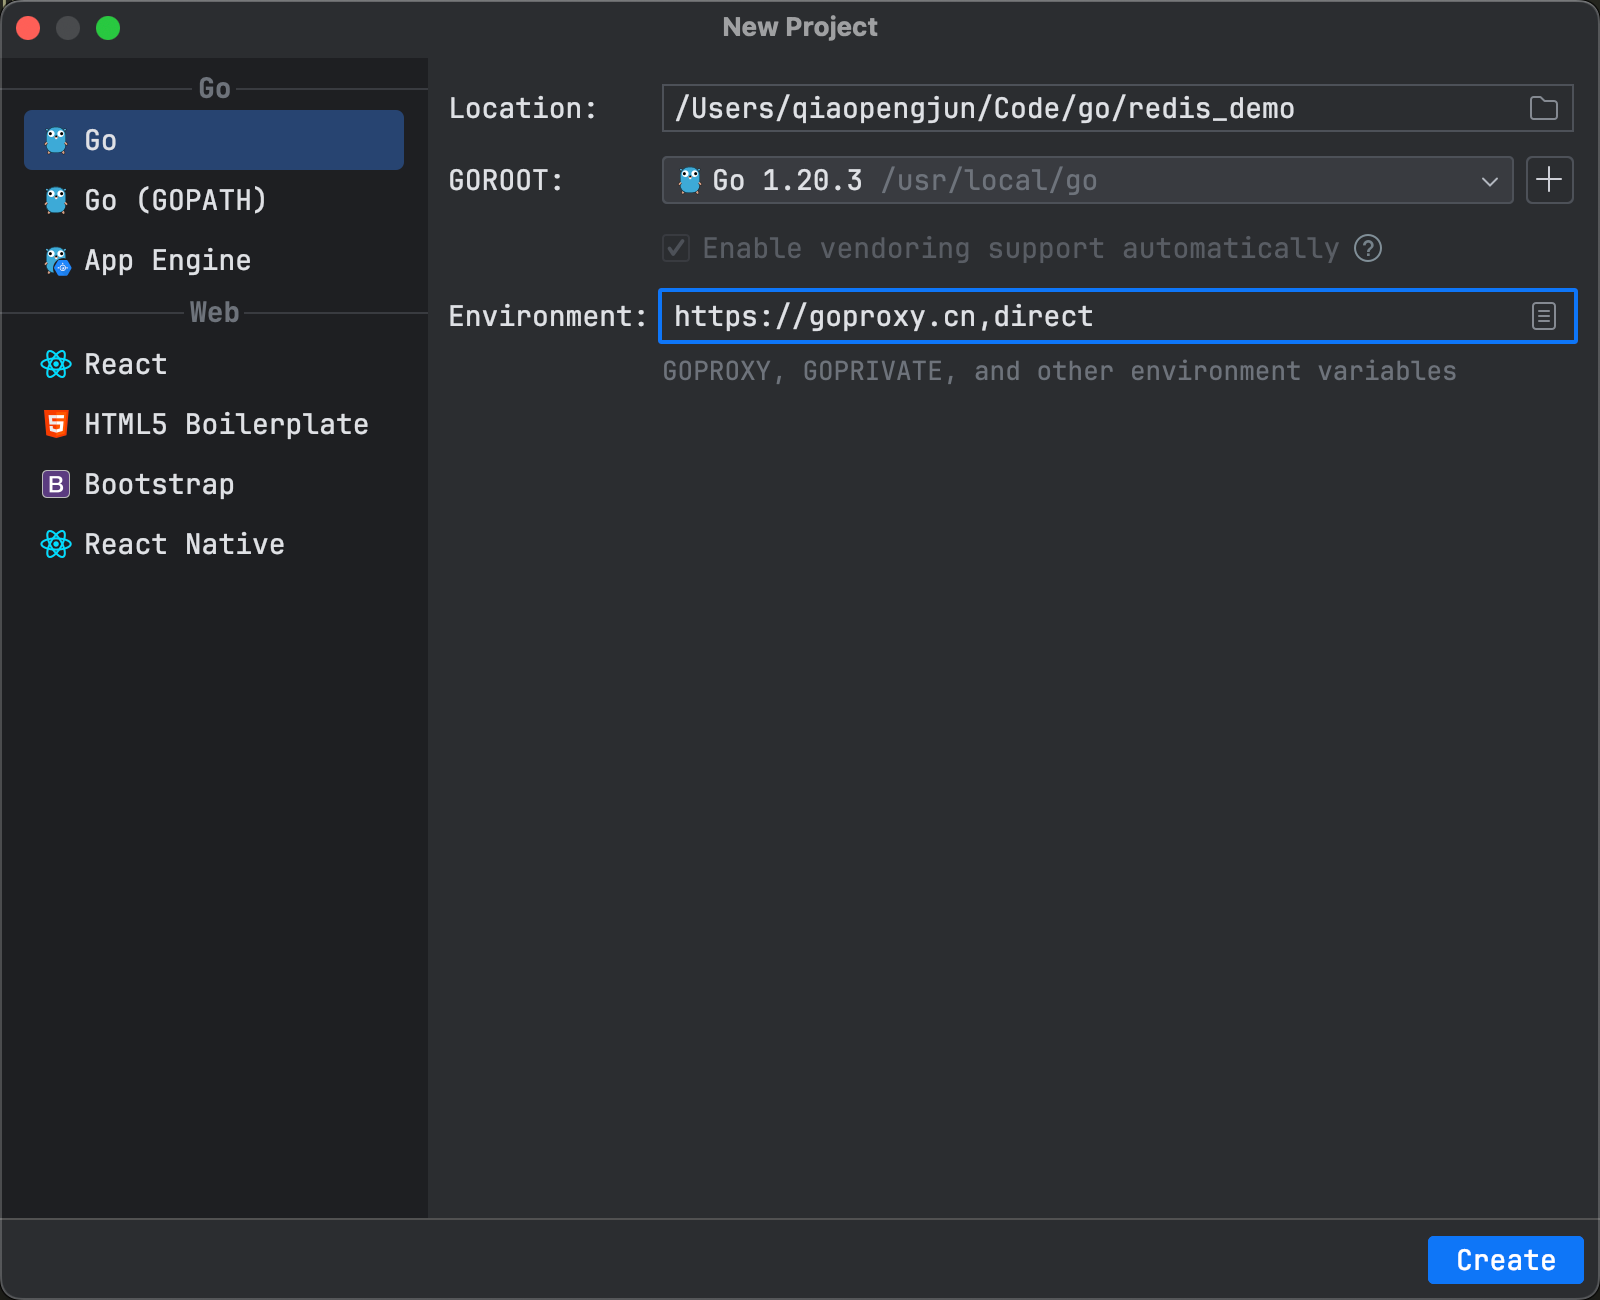 New Project
Go
Go
Go (GOPATH)
App Engine
Web
React
HTML5 Boilerplate
Bootstrap
React Native
Location: /Users/qiaopengjun/Code/go/redis_demo
GOROOT: Go 1.20.3 /usr/local/go
Enable vendoring support automatically
Environment: https://goproxy.cn,direct
GOPROXY, GOPRIVATE, and other environment variables
Create